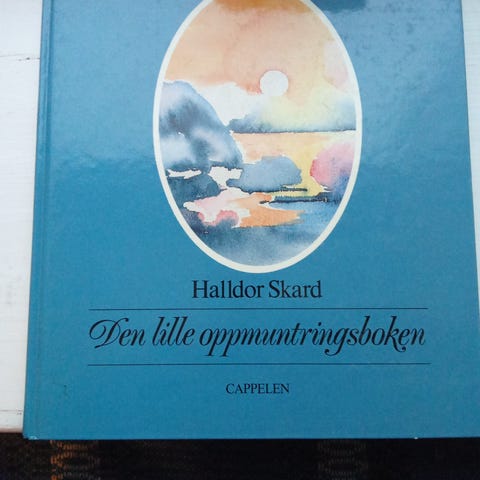 Halldor Skard
Den lille oppmuntringsboken
CAPPELEN